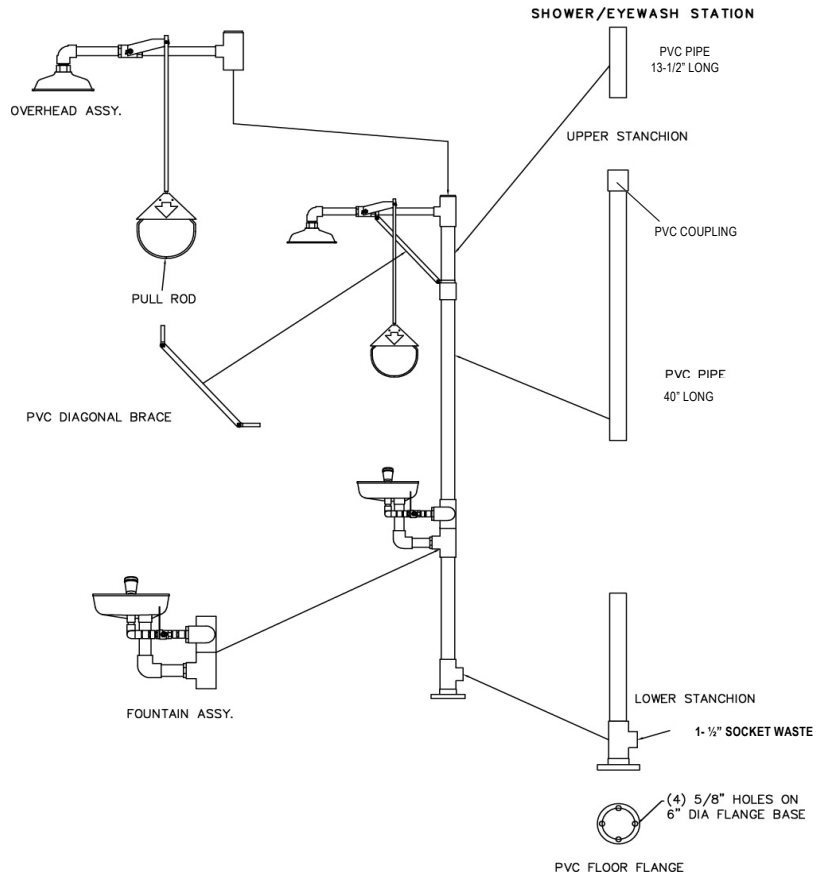 SHOWER/EYEWASH STATION
PVC PIPE
13-1/2" LONG
OVERHEAD ASSY.
UPPER STANCHION
PVC COUPLING
PULL ROD
PVC PIPE
40" LONG
PVC DIAGONAL BRACE
FOUNTAIN ASSY.
LOWER STANCHION
1- ½" SOCKET WASTE
(4) 5/8" HOLES ON
6" DIA FLANGE BASE
PVC FLOOR FLANGE